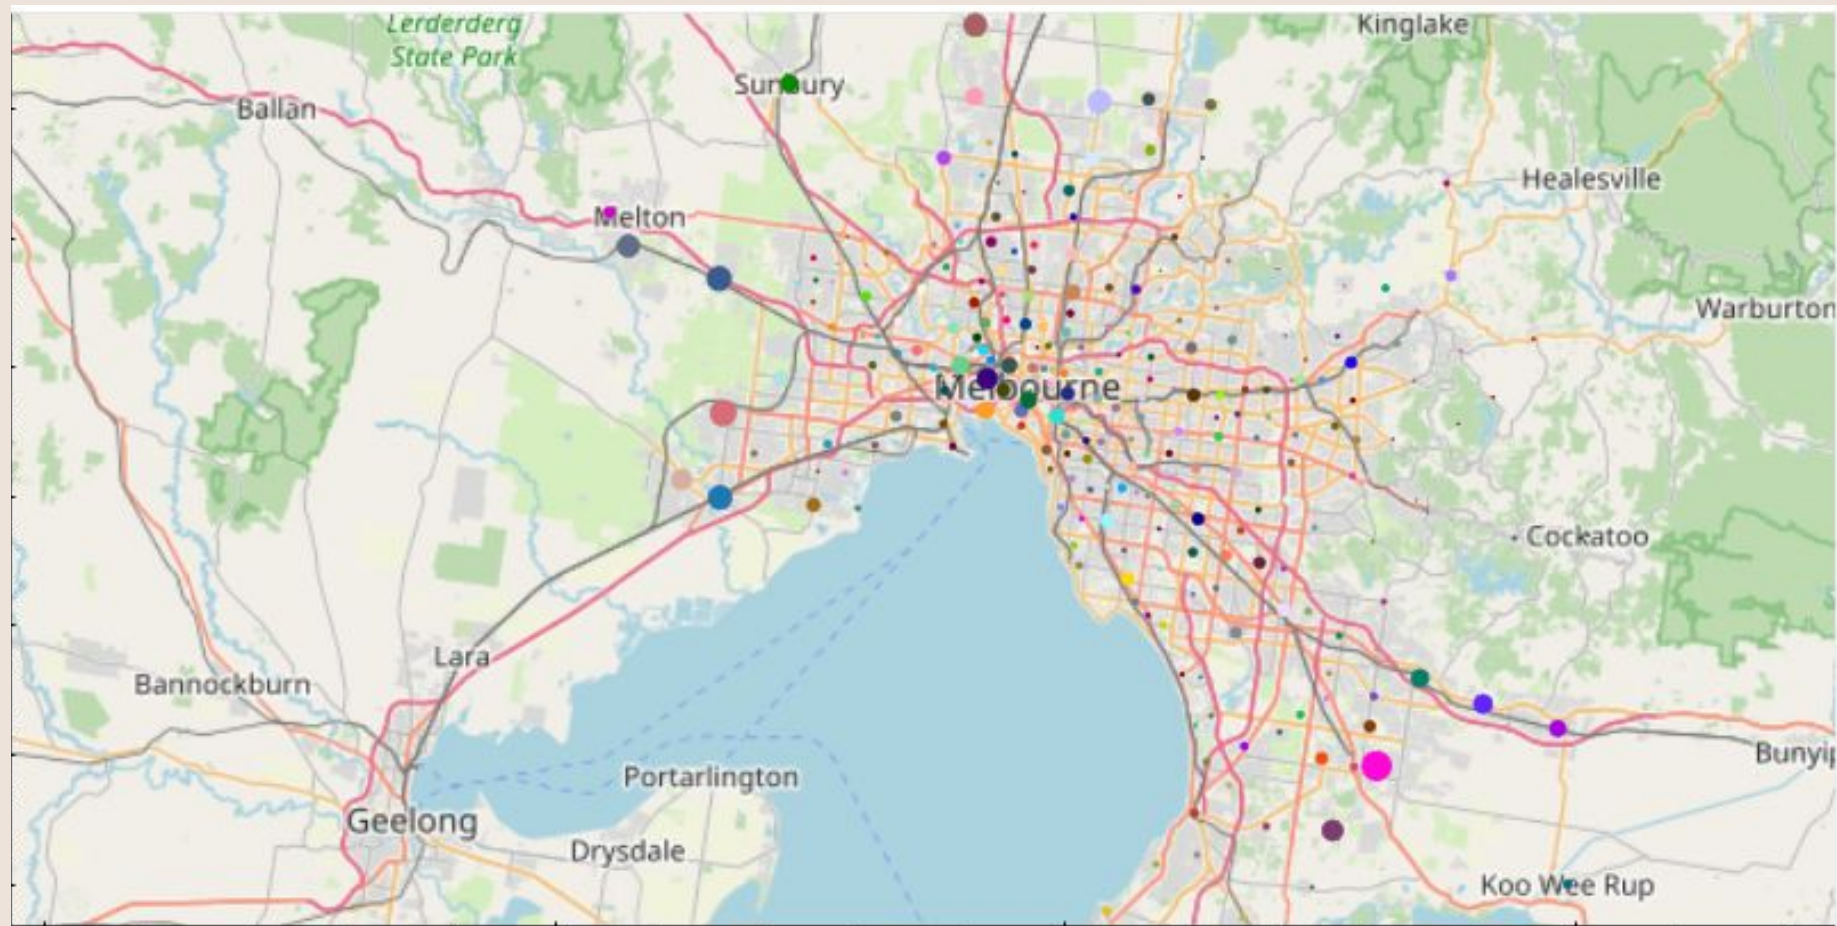 Lerderderg
State Park
Kinglake
Sunbury
Ballan
Healesville
Melton
Warburton
Melbourne
Cockatoo
Lara
Bannockburn
Bunyip
Portarlington
Geelong
Drysdale
Koo Wee Rup